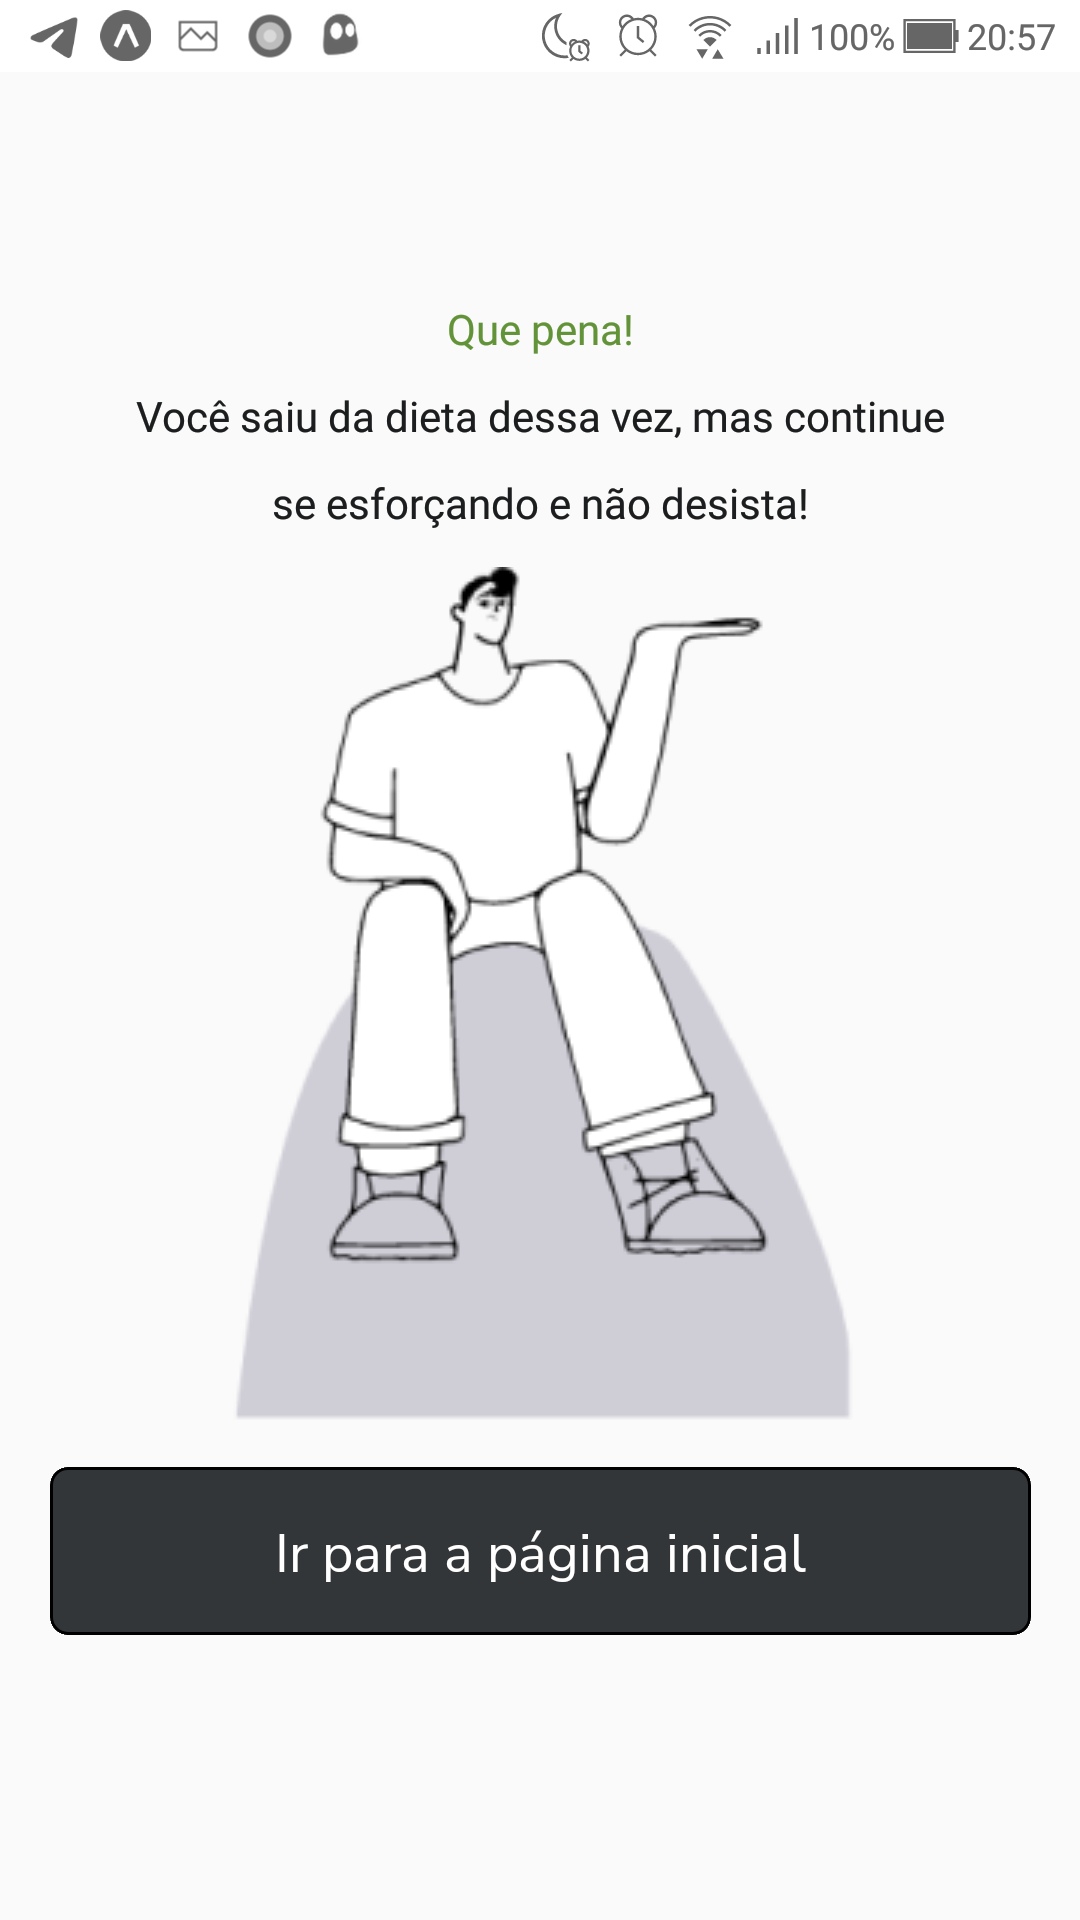 100% 20:57
Que pena!
Você saiu da dieta dessa vez, mas continue
se esforçando e não desista!
Ir para a página inicial